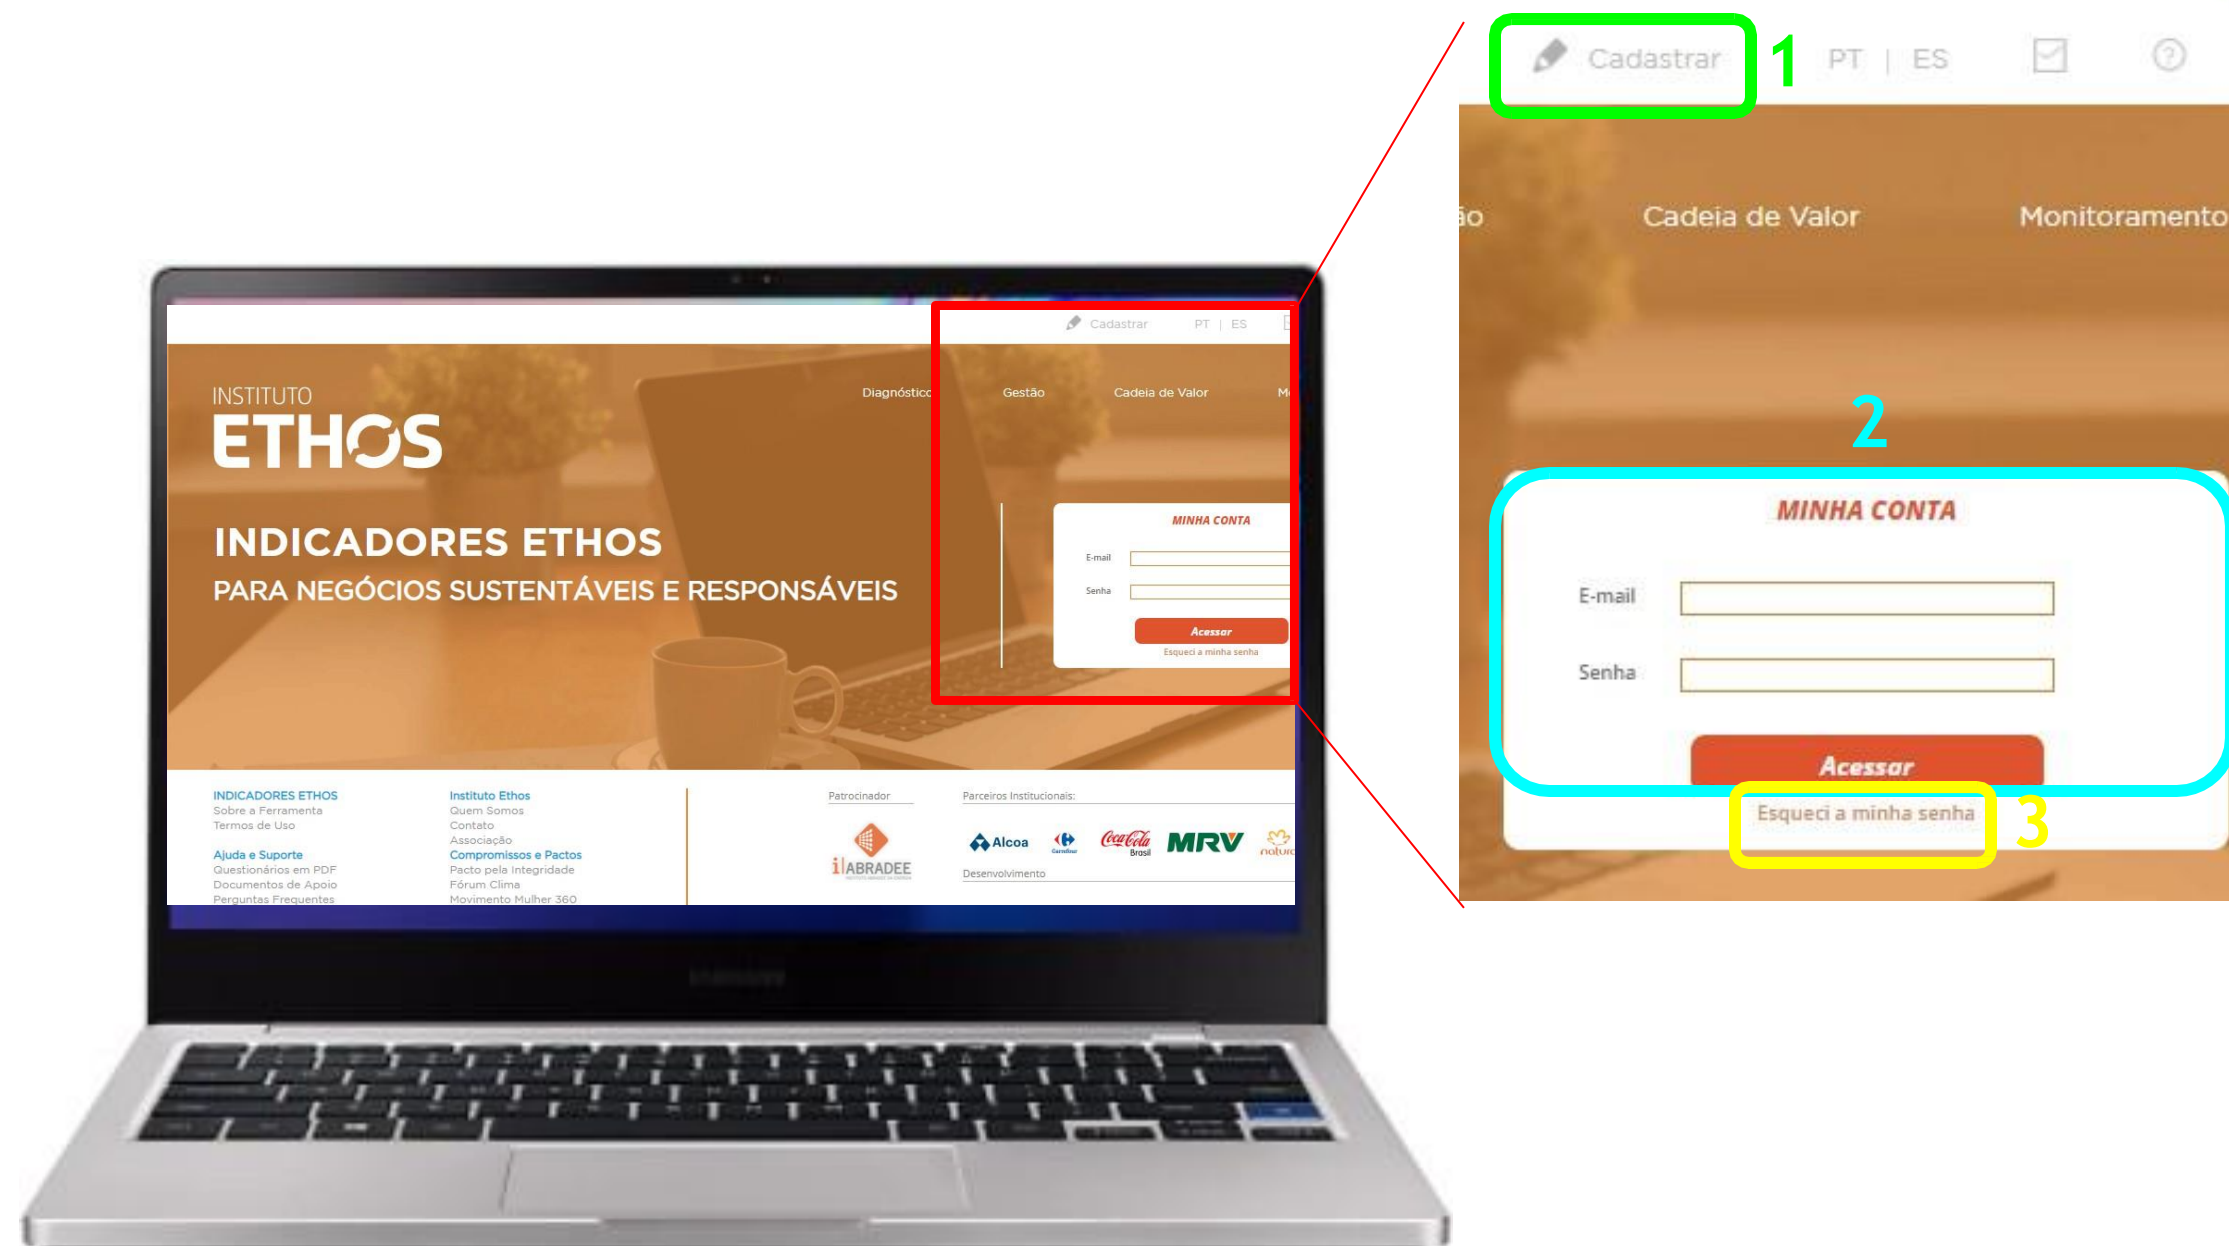 Cadastrar PT | ES
INSTITUTO
ETHOS
Diagnóstico Gestão Cadeia de Valor
INDICADORES ETHOS
PARA NEGÓCIOS SUSTENTÁVEIS E RESPONSÁVEIS
MINHA CONTA
E-mail
Senha
Acessar
Esqueci a minha senha
INDICADORES ETHOS
Sobre a Ferramenta
Termos de Uso
Ajuda e Suporte
Questionários em PDF
Documentos de Apoio
Perguntas Frequentes
Instituto Ethos
Quem Somos
Contato
Associação
Compromissos e Pactos
Pacto pela Integridade
Fórum Clima
Movimento Mulher 360
Patrocinador
ABRADEE
Parceiros Institucionais:
Alcoa
Carrefour
Coca-Cola
Brasil
MRV
natura
Desenvolvimento
Cadastrar 1 PT | ES
ão Cadeia de Valor Monitoramento
2
MINHA CONTA
E-mail
Senha
Acessar
Esqueci a minha senha 3